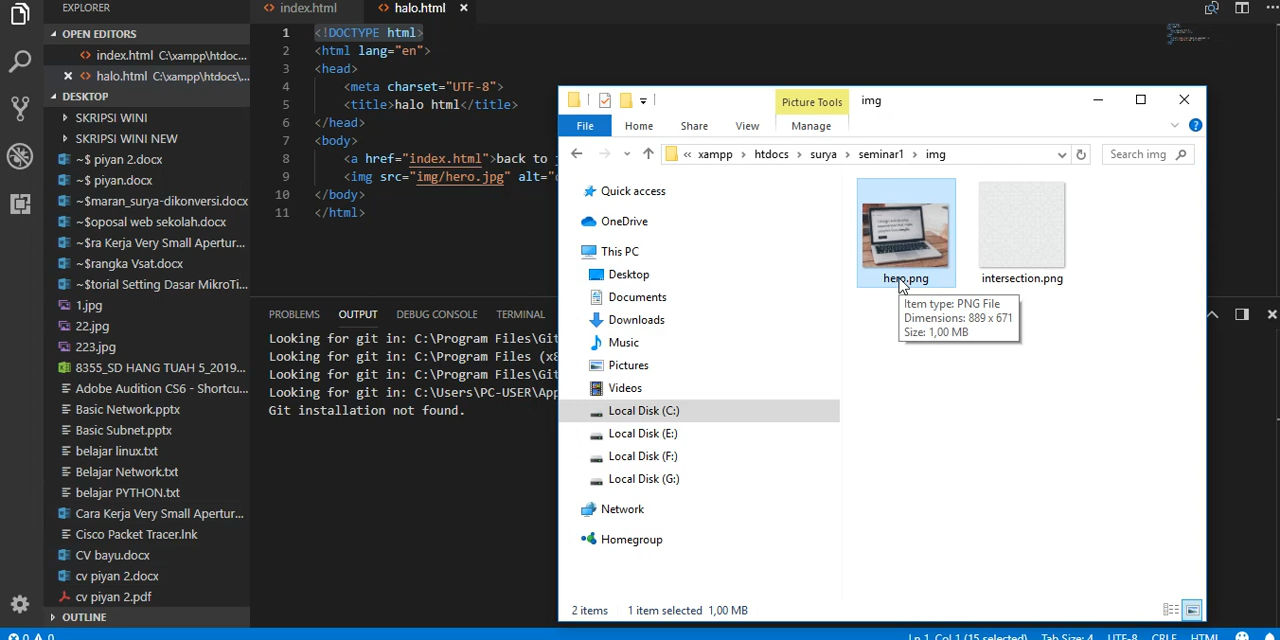 EXPLORER
OPEN EDITORS
index.html C:\xampp\htdoc...
halo.html C:\xampp\htdocs\...
DESKTOP
SKRIPSI WINI
SKRIPSI WINI NEW
~$ piyan 2.docx
~$ piyan.docx
~$maran_surya-dikonversi.docx
~$oposal web sekolah.docx
~$ra Kerja Very Small Apertur...
~$rangka Vsat.docx
~$torial Setting Dasar MikroTi...
1.jpg
22.jpg
223.jpg
8355_SD HANG TUAH 5_2019...
Adobe Audition CS6 - Shortcu...
Basic Network.pptx
Basic Subnet.pptx
belajar linux.txt
Belajar Network.txt
belajar PYTHON.txt
Cara Kerja Very Small Apertur...
Cisco Packet Tracer.lnk
CV bayu.docx
cv piyan 2.docx
cv piyan 2.pdf
OUTLINE
index.html
halo.html
1 <!DOCTYPE html>
2 <html lang="en">
3 <head>
4 <meta charset="UTF-8">
5 <title>halo html</title>
6 </head>
7 <body>
8 <a href="index.html">back to
9 <img src="img/hero.jpg" alt="
10 </body>
11 </html>
PROBLEMS OUTPUT DEBUG CONSOLE TERMINAL
Looking for git in: C:\Program Files\Git
Looking for git in: C:\Program Files (x8
Looking for git in: C:\Program Files\Git
Looking for git in: C:\Users\PC-USER\App
Git installation not found.
Picture Tools
img
File Home Share View Manage
« xampp htdocs surya seminar1 img
Search img
Quick access
OneDrive
This PC
Desktop
Documents
Downloads
Music
Pictures
Videos
Local Disk (C:)
Local Disk (E:)
Local Disk (F:)
Local Disk (G:)
Network
Homegroup
hero.png
intersection.png
Item type: PNG File
Dimensions: 889 x 671
Size: 1,00 MB
2 items 1 item selected 1,00 MB
0 0
Ln 1, Col 1 (15 selected) Tab Size: 4 UTF-8 CRLF HTML